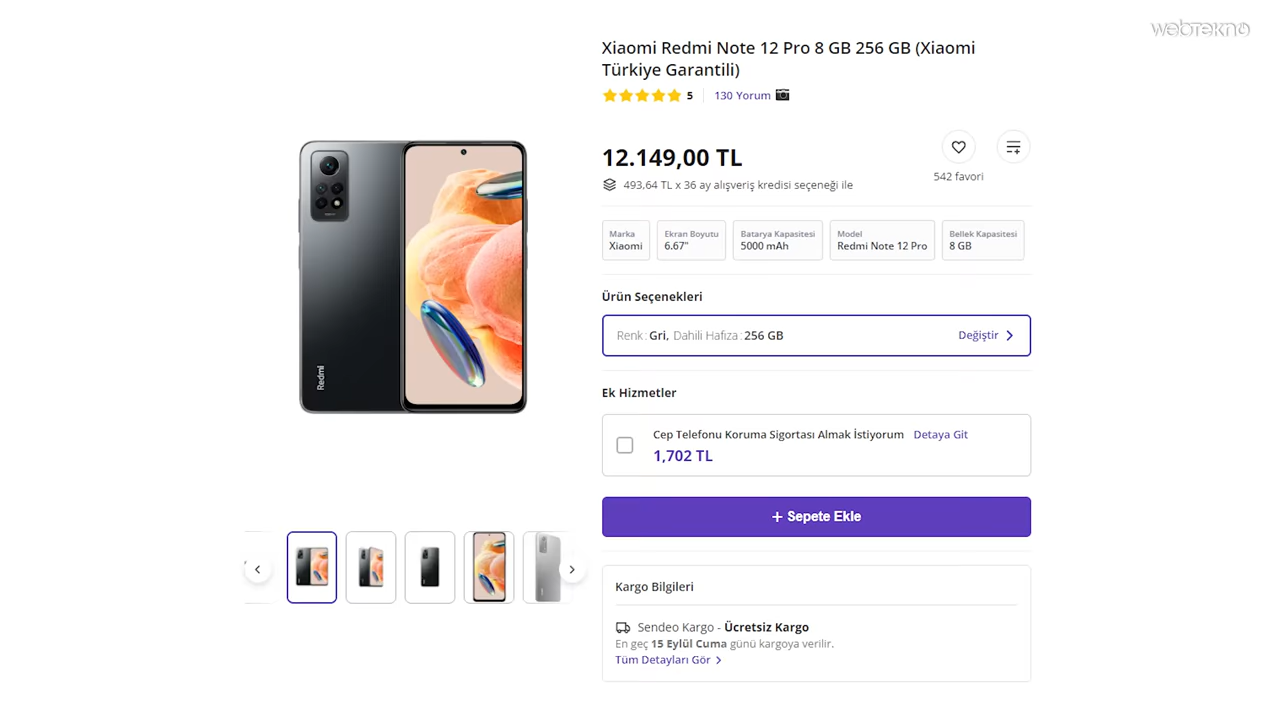 webtekno
Xiaomi Redmi Note 12 Pro 8 GB 256 GB (Xiaomi
Türkiye Garantili)
5
130 Yorum
12.149,00 TL
493,64 TL x 36 ay alışveriş kredisi seçeneği ile
542 favori
Marka
Xiaomi
Ekran Boyutu
6.67"
Batarya Kapasitesi
5000 mAh
Model
Redmi Note 12 Pro
Bellek Kapasitesi
8 GB
Ürün Seçenekleri
Renk : Gri, Dahili Hafıza : 256 GB
Değiştir
Ek Hizmetler
Cep Telefonu Koruma Sigortası Almak İstiyorum Detaya Git
1,702 TL
+ Sepete Ekle
Kargo Bilgileri
Sendeo Kargo - Ücretsiz Kargo
En geç 15 Eylül Cuma günü kargoya verilir.
Tüm Detayları Gör
Redmi